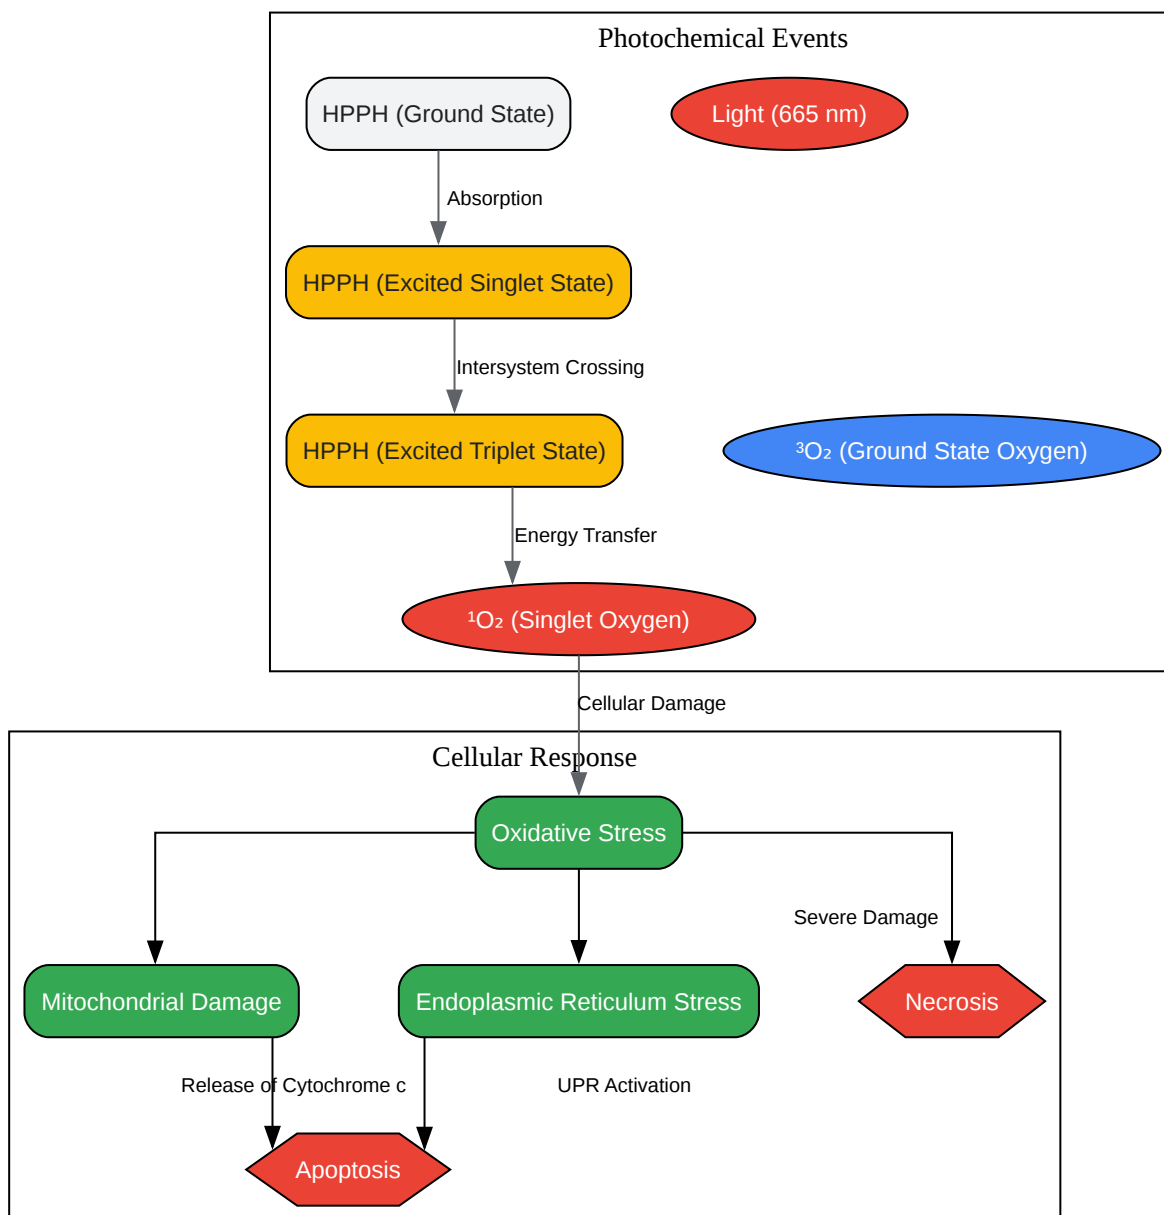 Photochemical Events
HPPH (Ground State)
Light (665 nm)
Absorption
HPPH (Excited Singlet State)
Intersystem Crossing
HPPH (Excited Triplet State)
³O₂ (Ground State Oxygen)
Energy Transfer
¹O₂ (Singlet Oxygen)
Cellular Damage
Cellular Response
Oxidative Stress
Severe Damage
Mitochondrial Damage
Endoplasmic Reticulum Stress
Necrosis
Release of Cytochrome c
UPR Activation
Apoptosis